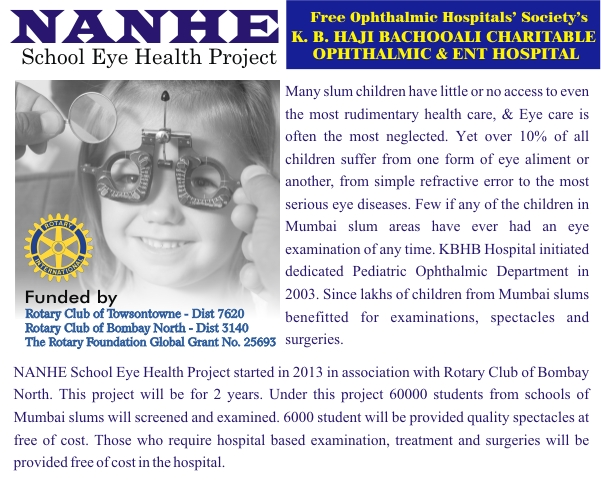 NANHE
School Eye Health Project
Free Ophthalmic Hospitals' Society's
K. B. HAJI BACHOOALI CHARITABLE
OPHTHALMIC & ENT HOSPITAL
Many slum children have little or no access to even
the most rudimentary health care, & Eye care is
often the most neglected. Yet over 10% of all
children suffer from one form of eye aliment or
another, from simple refractive error to the most
serious eye diseases. Few if any of the children in
Mumbai slum areas have ever had an eye
examination of any time. KBHB Hospital initiated
dedicated Pediatric Ophthalmic Department in
2003. Since lakhs of children from Mumbai slums
benefitted for examinations, spectacles and
surgeries.
ROTARY
INTERNATIONAL
Funded by
Rotary Club of Towsontowne - Dist 7620
Rotary Club of Bombay North - Dist 3140
The Rotary Foundation Global Grant No. 25693
NANHE School Eye Health Project started in 2013 in association with Rotary Club of Bombay
North. This project will be for 2 years. Under this project 60000 students from schools of
Mumbai slums will screened and examined. 6000 student will be provided quality spectacles at
free of cost. Those who require hospital based examination, treatment and surgeries will be
provided free of cost in the hospital.